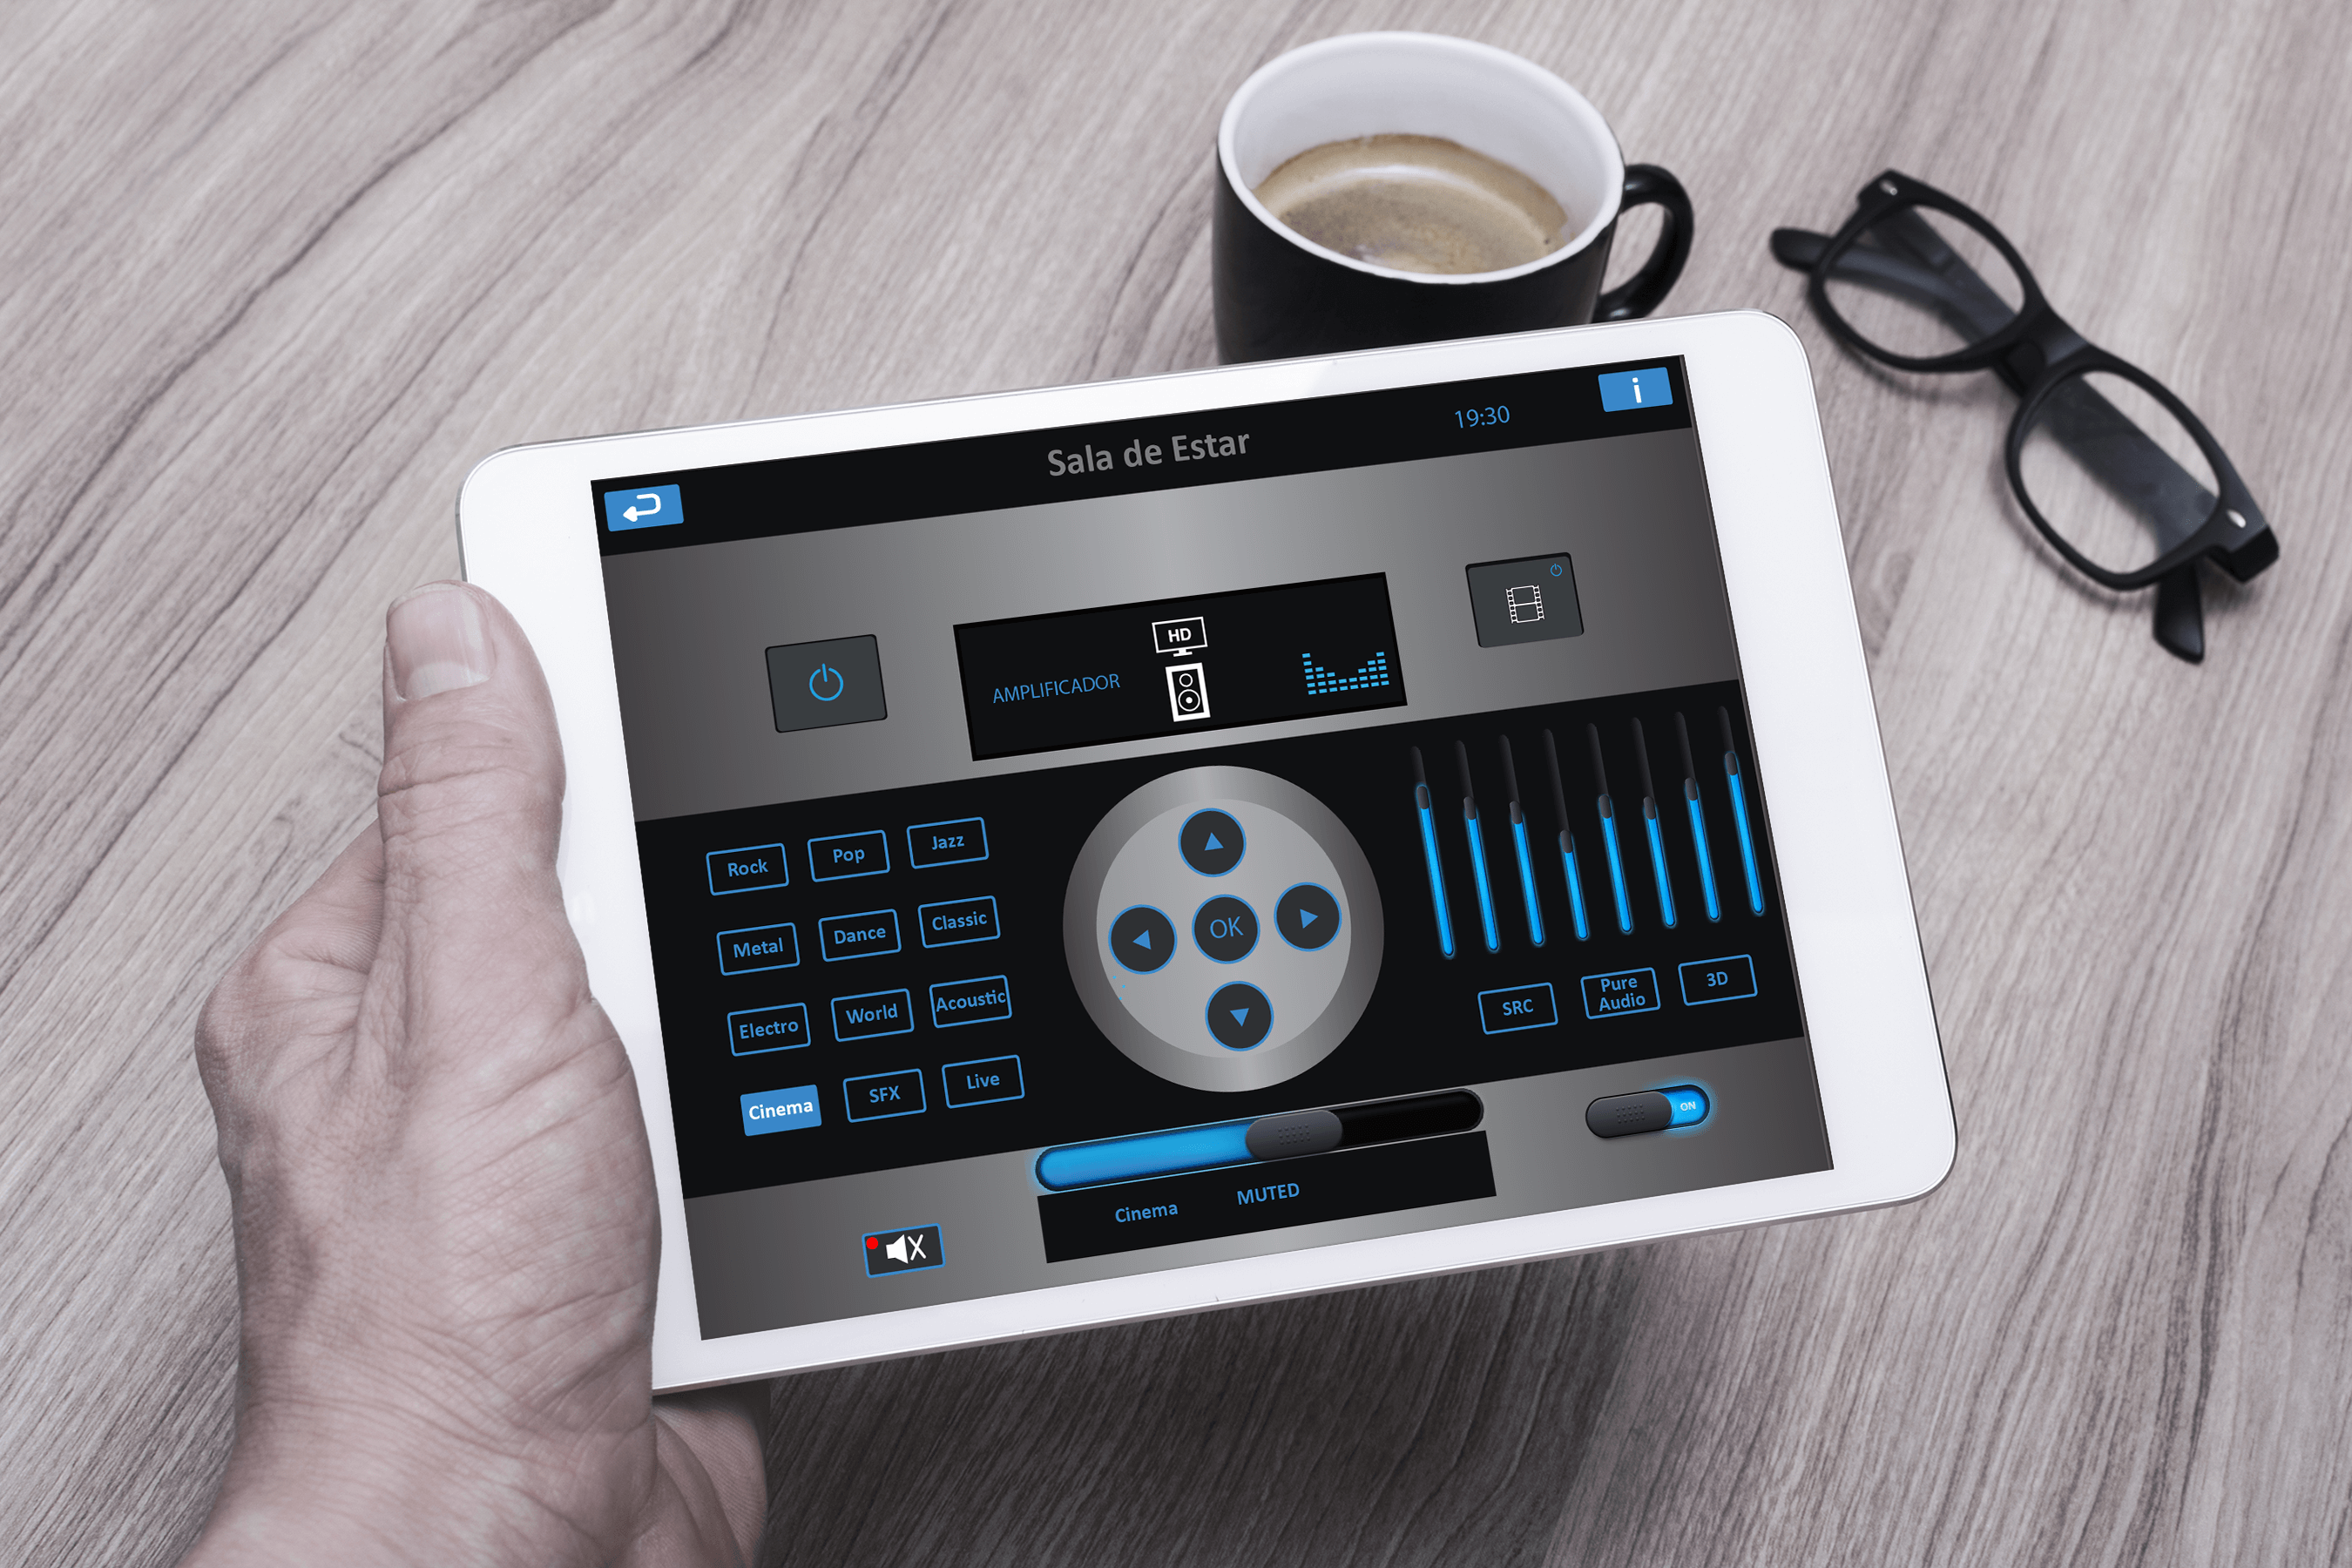 Sala de Estar
19:30
i
HD
AMPLIFICADOR
Rock
Pop
Jazz
Metal
Dance
Classic
Electro
World
Acoustic
Cinema
SFX
Live
OK
SRC
Pure
Audio
3D
ON
Cinema
MUTED